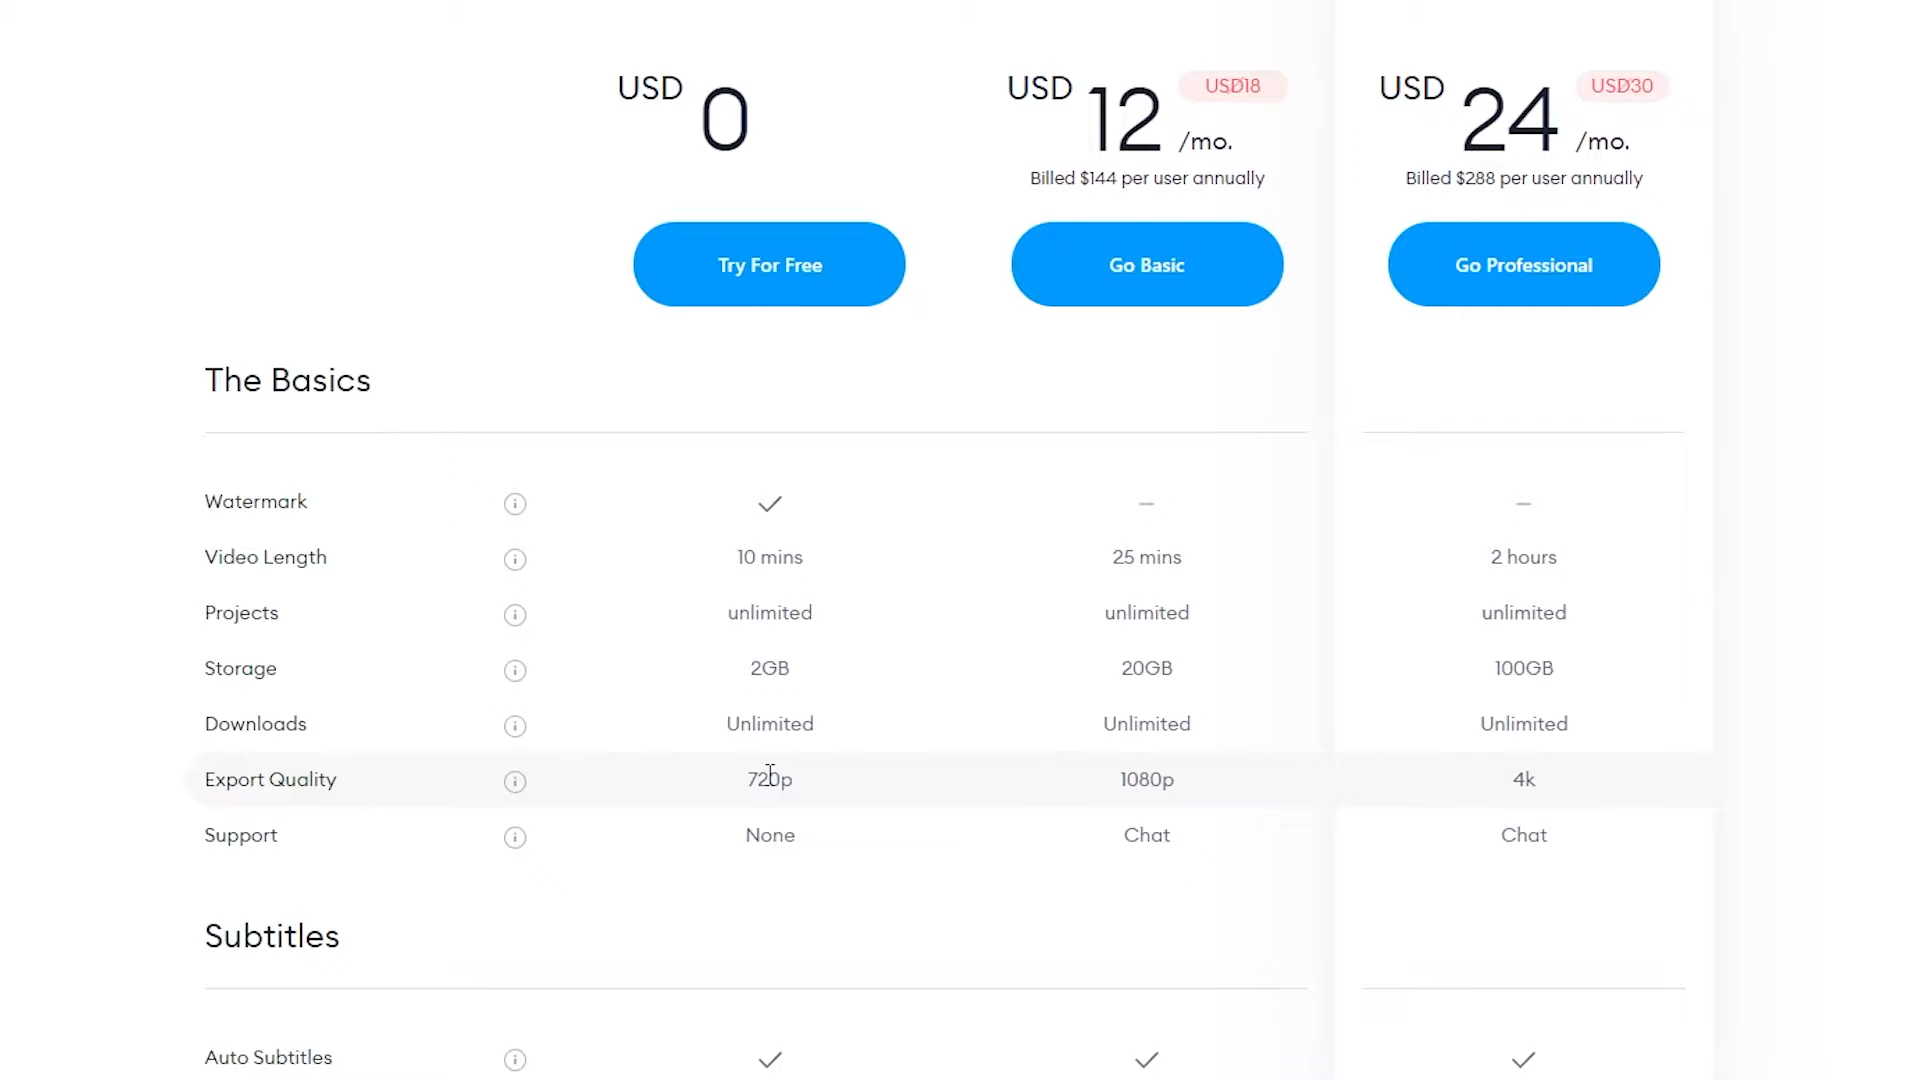 USD 0
USD 12 /mo. USD18
Billed $144 per user annually
USD 24 /mo. USD30
Billed $288 per user annually
Try For Free
Go Basic
Go Professional
The Basics
Watermark
Video Length 10 mins 25 mins 2 hours
Projects unlimited unlimited unlimited
Storage 2GB 20GB 100GB
Downloads Unlimited Unlimited Unlimited
Export Quality 720p 1080p 4k
Support None Chat Chat
Subtitles
Auto Subtitles